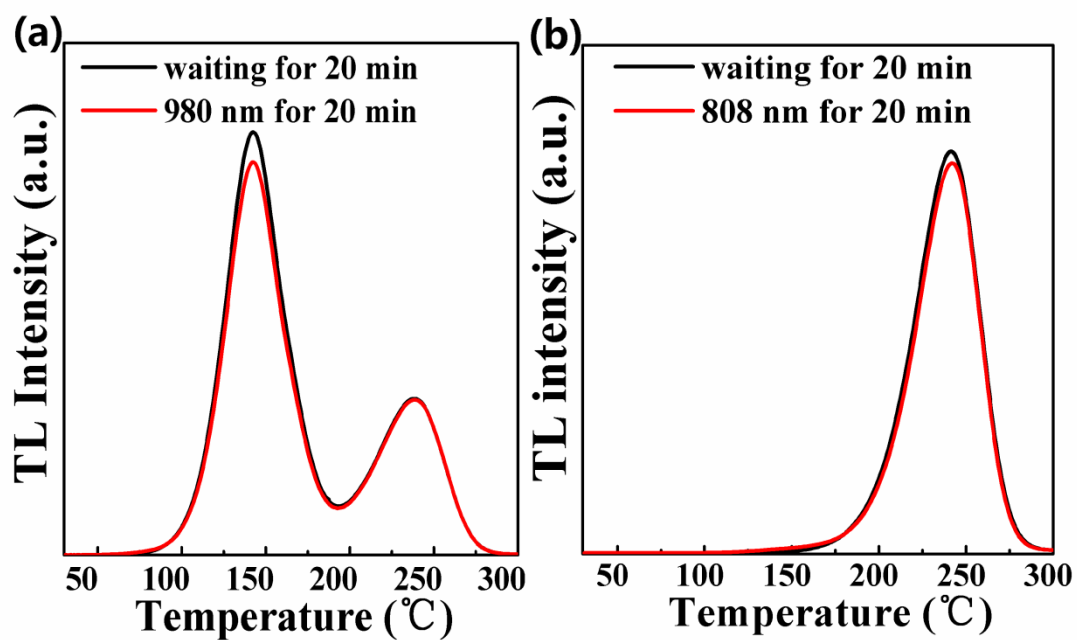 (a)
waiting for 20 min
980 nm for 20 min
TL Intensity (a.u.)
50 100 150 200 250 300
Temperature (℃)
(b)
waiting for 20 min
808 nm for 20 min
TL intensity (a.u.)
50 100 150 200 250 300
Temperature (℃)